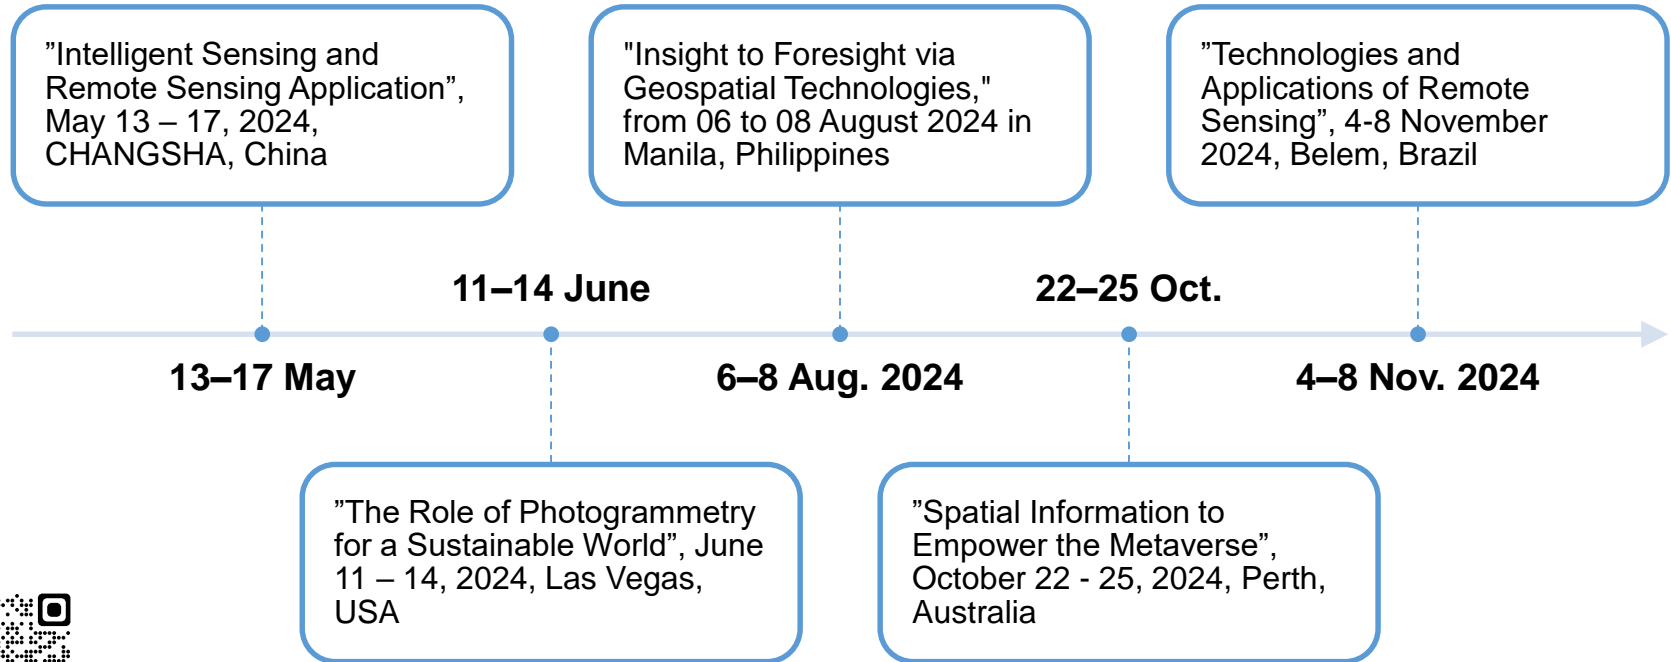 ”Intelligent Sensing and
Remote Sensing Application”,
May 13 – 17, 2024,
CHANGSHA, China
"Insight to Foresight via
Geospatial Technologies,"
from 06 to 08 August 2024 in
Manila, Philippines
”Technologies and
Applications of Remote
Sensing”, 4-8 November
2024, Belem, Brazil
11–14 June
22–25 Oct.
13–17 May
6–8 Aug. 2024
4–8 Nov. 2024
”The Role of Photogrammetry
for a Sustainable World”, June
11 – 14, 2024, Las Vegas,
USA
”Spatial Information to
Empower the Metaverse”,
October 22 - 25, 2024, Perth,
Australia